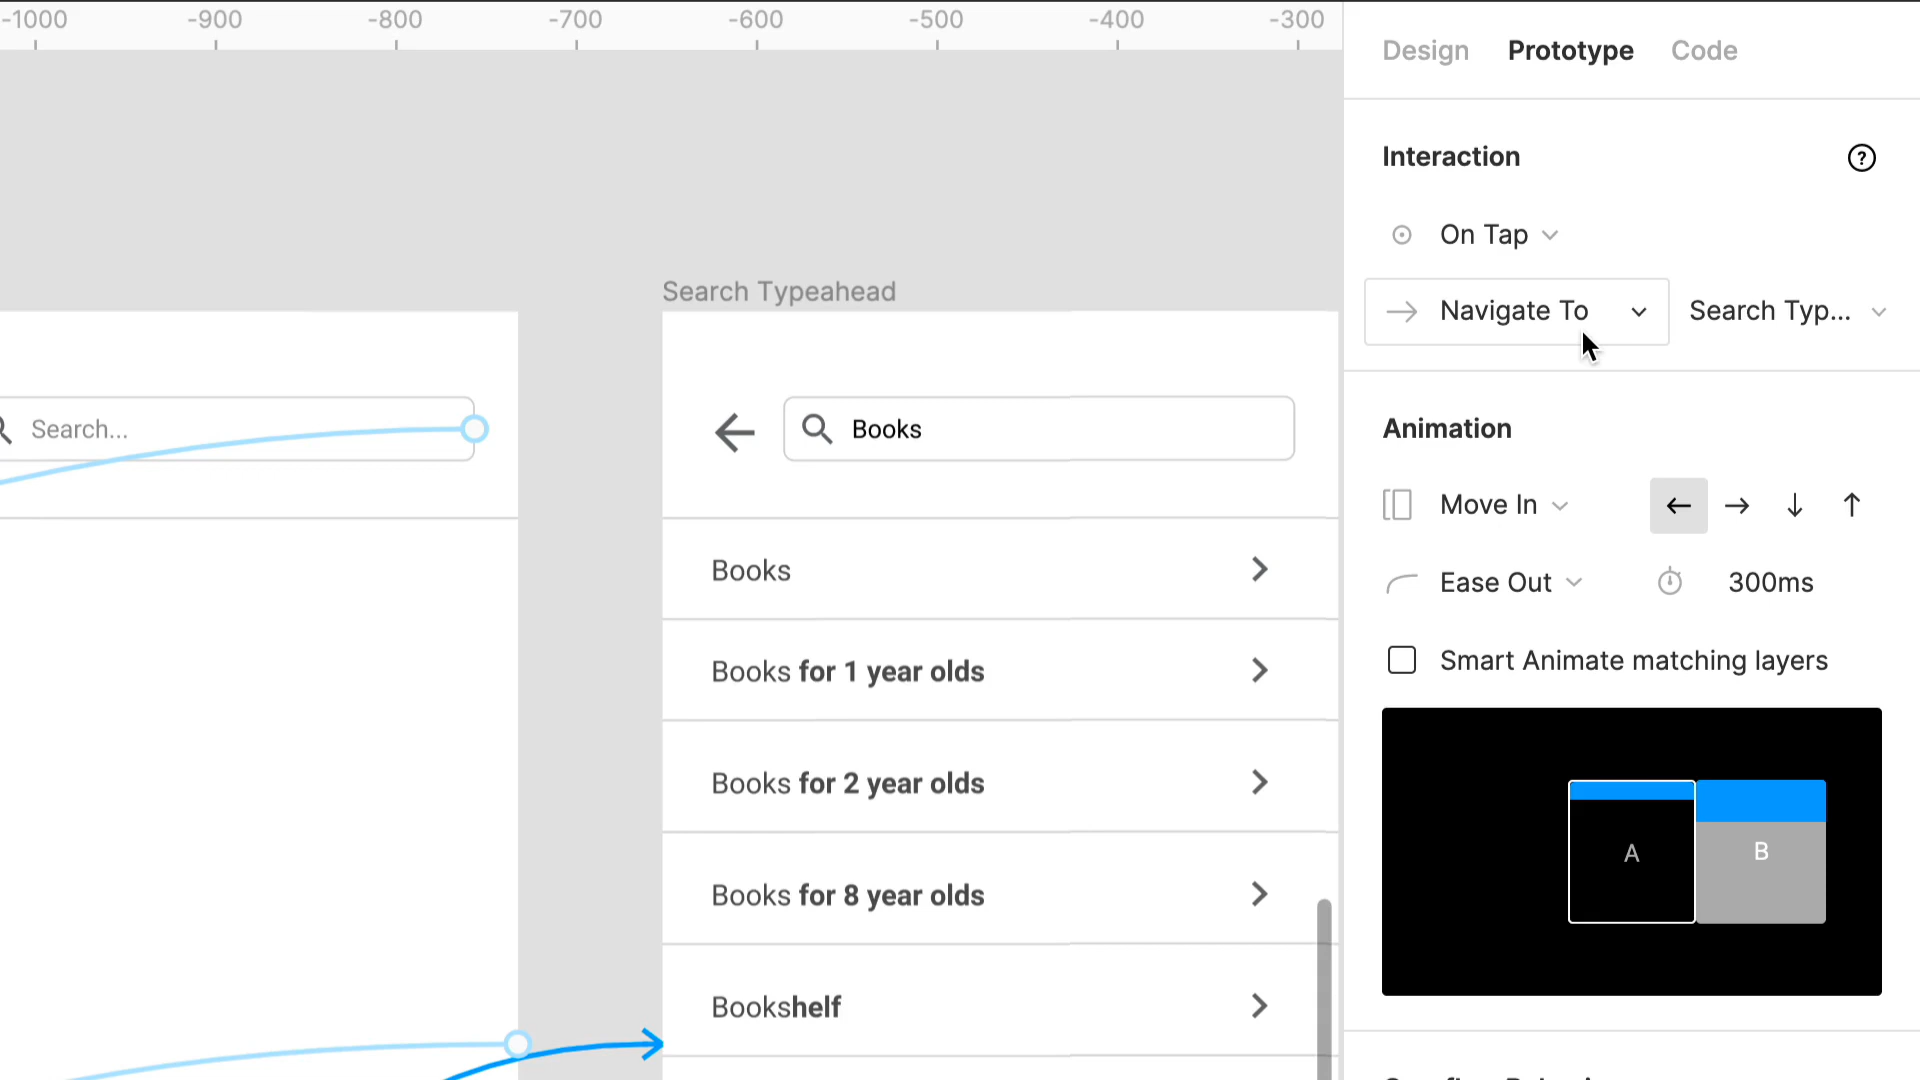 -1000 -900 -800 -700 -600 -500 -400 -300
Design Prototype Code
Interaction
?
On Tap
Navigate To Search Typ...
Search Typeahead
Search...
Books
Animation
Move In
Ease Out 300ms
Smart Animate matching layers
A B
Books
Books for 1 year olds
Books for 2 year olds
Books for 8 year olds
Bookshelf